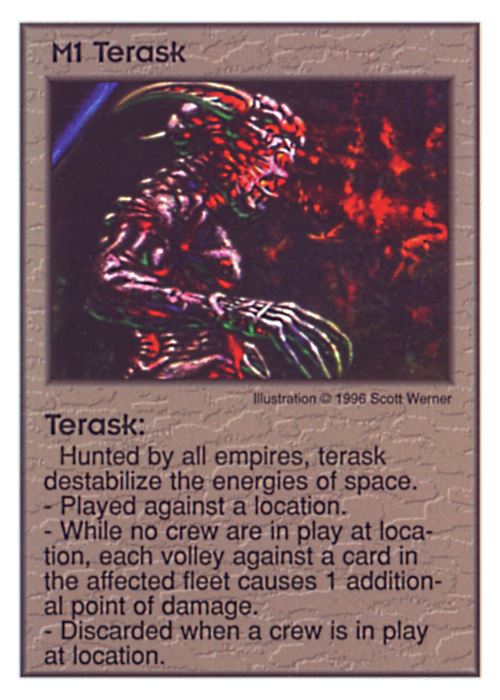 M1 Terask
Illustration © 1996 Scott Werner
Terask:
Hunted by all empires, terask
destabilize the energies of space.
- Played against a location.
- While no crew are in play at loca-
tion, each volley against a card in
the affected fleet causes 1 addition-
al point of damage.
- Discarded when a crew is in play
at location.